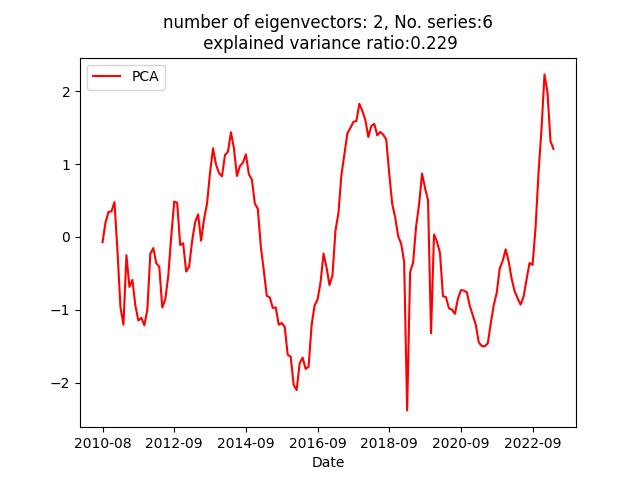 number of eigenvectors: 2, No. series:6
explained variance ratio:0.229
PCA
2
1
0
−1
−2
2010-08 2012-09 2014-09 2016-09 2018-09 2020-09 2022-09
Date